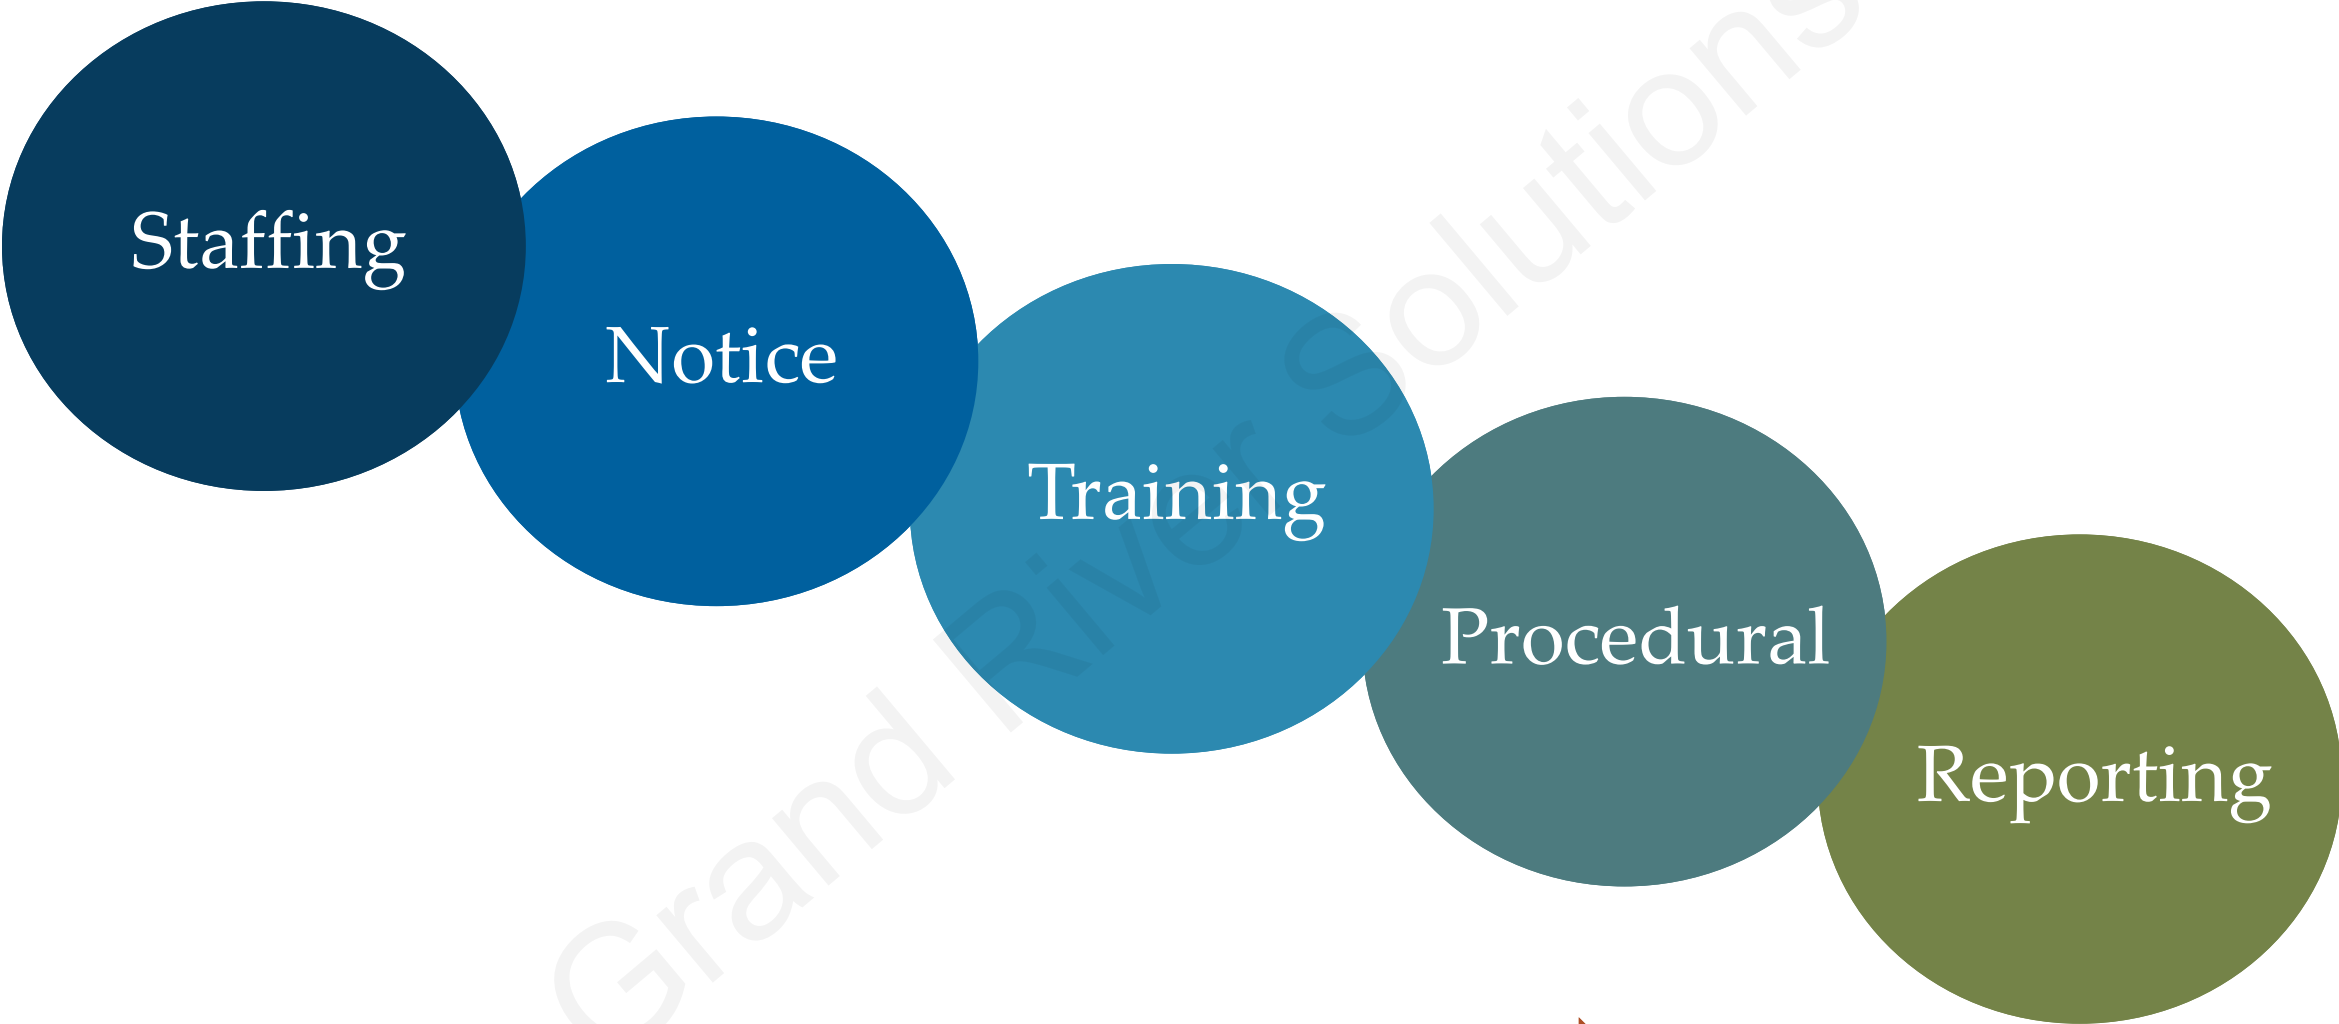 Staffing
Notice
Training
Procedural
Reporting
Grand River Solutions